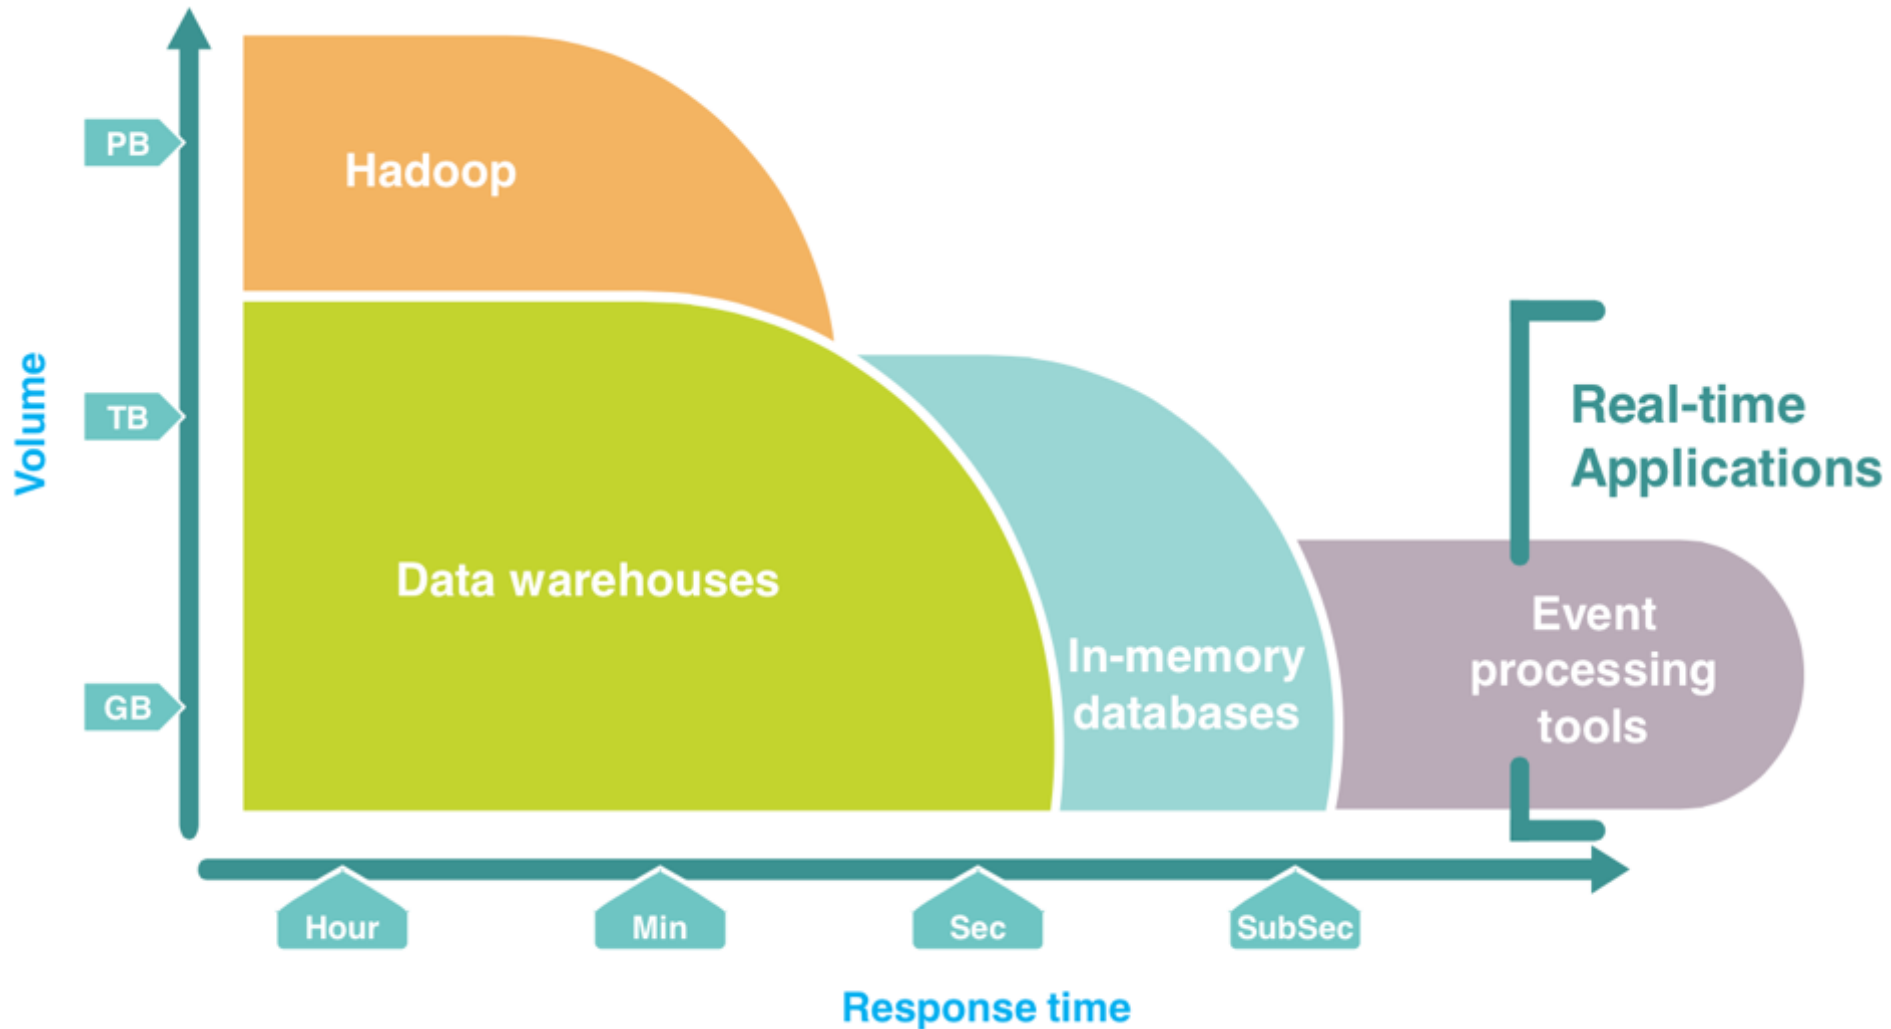 PB
Hadoop
Volume
TB
Real-time
Applications
Data warehouses
Event
processing
tools
In-memory
databases
GB
Hour
Min
Sec
SubSec
Response time